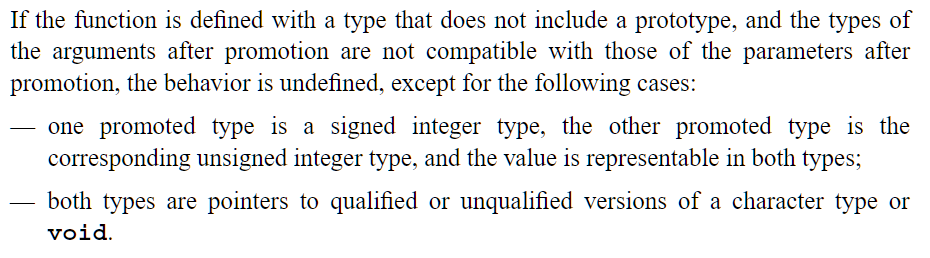 If the function is defined with a type that does not include a prototype, and the types of
the arguments after promotion are not compatible with those of the parameters after
promotion, the behavior is undefined, except for the following cases:
— one promoted type is a signed integer type, the other promoted type is the
corresponding unsigned integer type, and the value is representable in both types;
— both types are pointers to qualified or unqualified versions of a character type or
void.